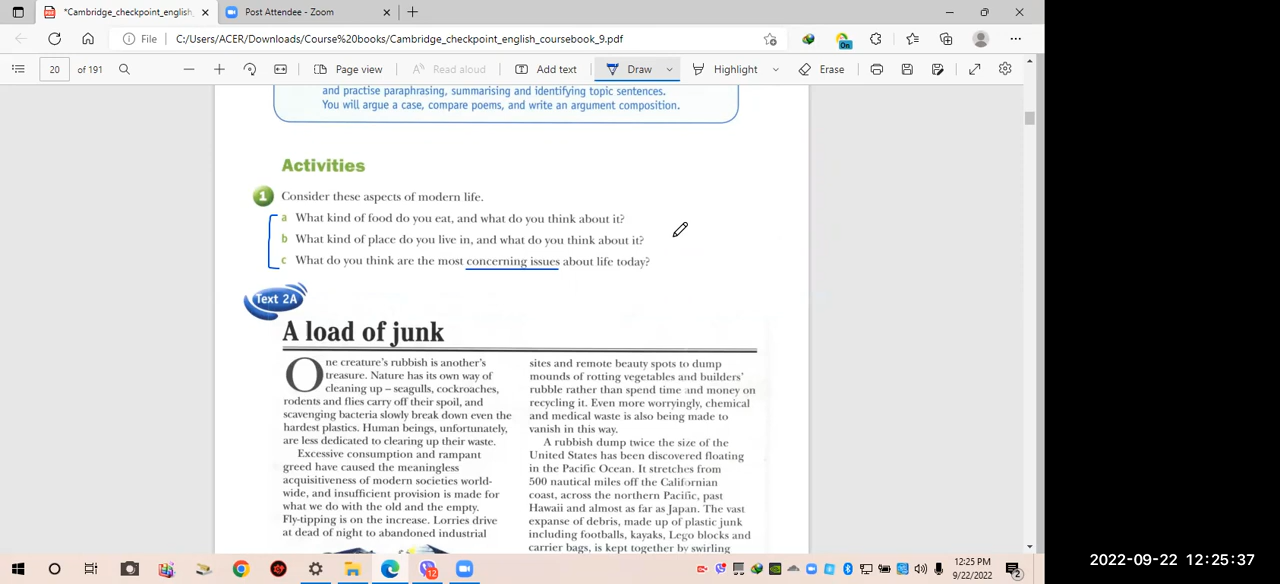 *Cambridge_checkpoint_english_c
Post Attendee - Zoom
File
C:/Users/ACER/Downloads/Course%20books/Cambridge_checkpoint_english_coursebook_9.pdf
On
20
of 191
Page view
Read aloud
Add text
Draw
Highlight
Erase
and practise paraphrasing, summarising and identifying topic sentences.
You will argue a case, compare poems, and write an argument composition.
Activities
1 Consider these aspects of modern life.
a What kind of food do you eat, and what do you think about it?
b What kind of place do you live in, and what do you think about it?
c What do you think are the most concerning issues about life today?
Text 2A
A load of junk
One creature's rubbish is another's
treasure. Nature has its own way of
cleaning up – seagulls, cockroaches,
rodents and flies carry off their spoil, and
scavenging bacteria slowly break down even the
hardest plastics. Human beings, unfortunately,
are less dedicated to clearing up their waste.
Excessive consumption and rampant
greed have caused the meaningless
acquisitiveness of modern societies world-
wide, and insufficient provision is made for
what we do with the old and the empty.
Fly-tipping is on the increase. Lorries drive
at dead of night to abandoned industrial
sites and remote beauty spots to dump
mounds of rotting vegetables and builders'
rubble rather than spend time and money on
recycling it. Even more worryingly, chemical
and medical waste is also being made to
vanish in this way.
A rubbish dump twice the size of the
United States has been discovered floating
in the Pacific Ocean. It stretches from
500 nautical miles off the Californian
coast, across the northern Pacific, past
Hawaii and almost as far as Japan. The vast
expanse of debris, made up of plastic junk
including footballs, kayaks, Lego blocks and
carrier bags, is kept together by swirling
12
12:25 PM
9/22/2022
2
2022-09-22 12:25:37